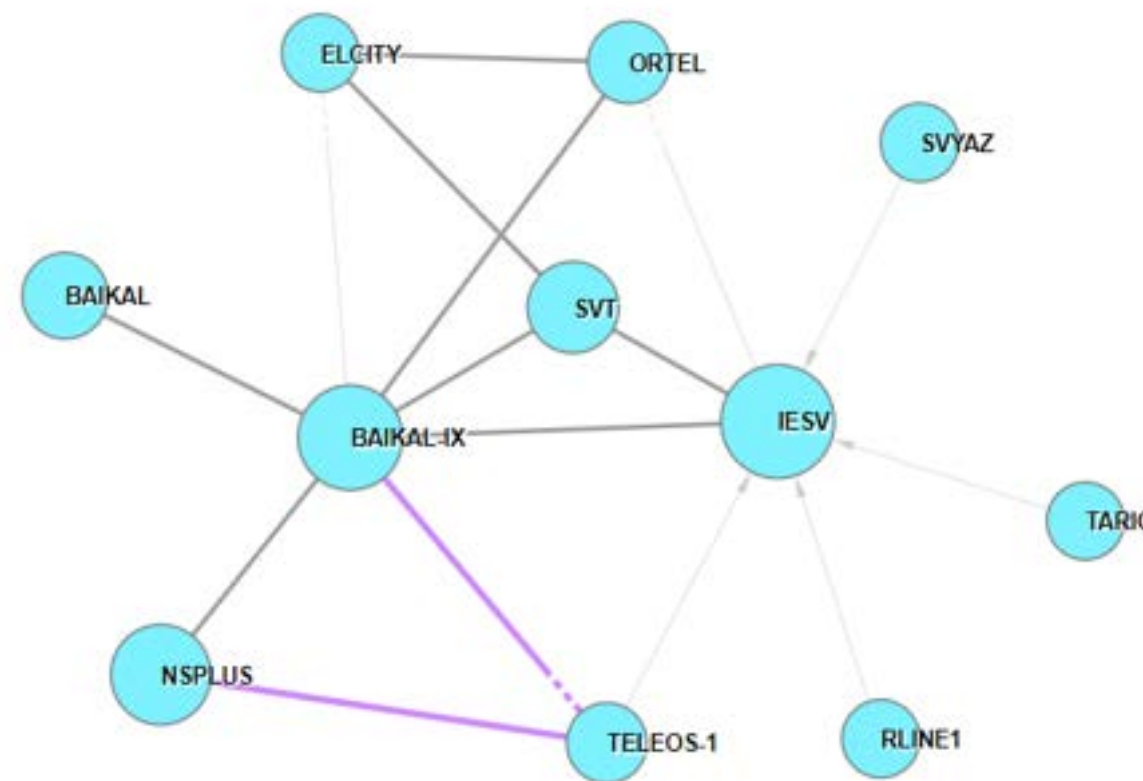 ELCITY
ORTEL
SVYAZ
BAIKAL
SVT
BAIKAL-IX
IESV
NSPLUS
TELEOS-1
RLINE1